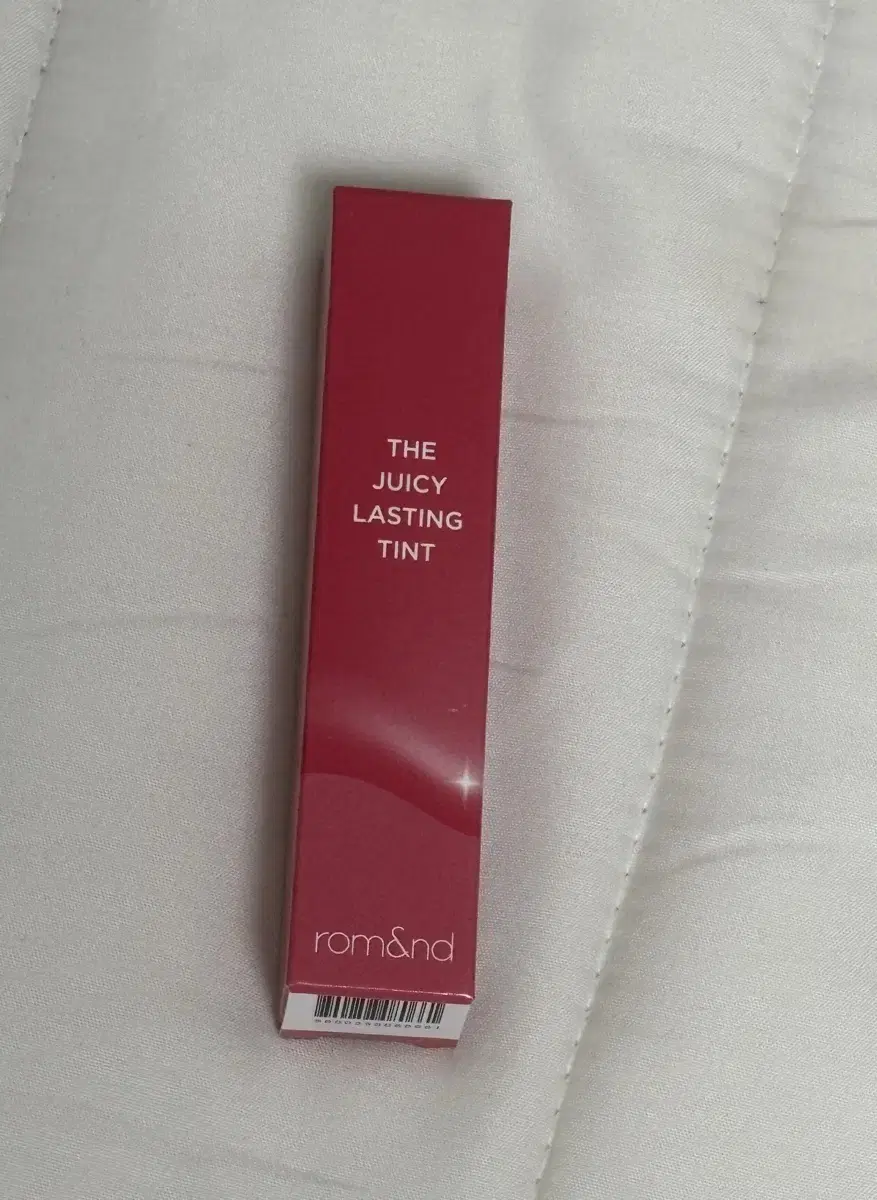 THE
JUICY
LASTING
TINT
rom&nd